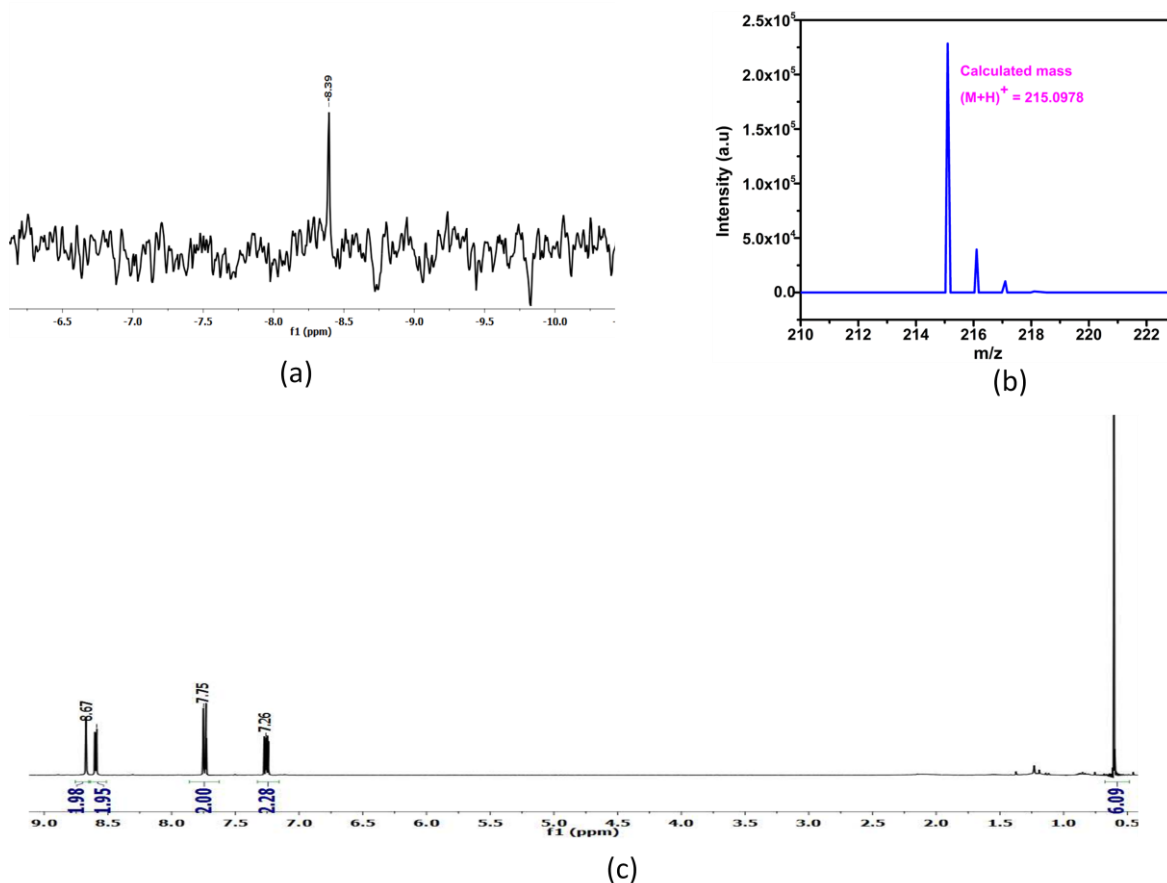 -8.39
-6.5 -7.0 -7.5 -8.0 -8.5 -9.0 -9.5 -10.0
f1 (ppm)
(a)
2.5x10⁵
2.0x10⁵
1.5x10⁵
1.0x10⁵
5.0x10⁴
0.0
Intensity (a.u)
Calculated mass
(M+H)⁺ = 215.0978
210 212 214 216 218 220 222
m/z
(b)
8.67
7.75
7.26
1.98 1.95 2.00 2.28 6.09
9.0 8.5 8.0 7.5 7.0 6.5 6.0 5.5 5.0 4.5 4.0 3.5 3.0 2.5 2.0 1.5 1.0 0.5
f1 (ppm)
(c)